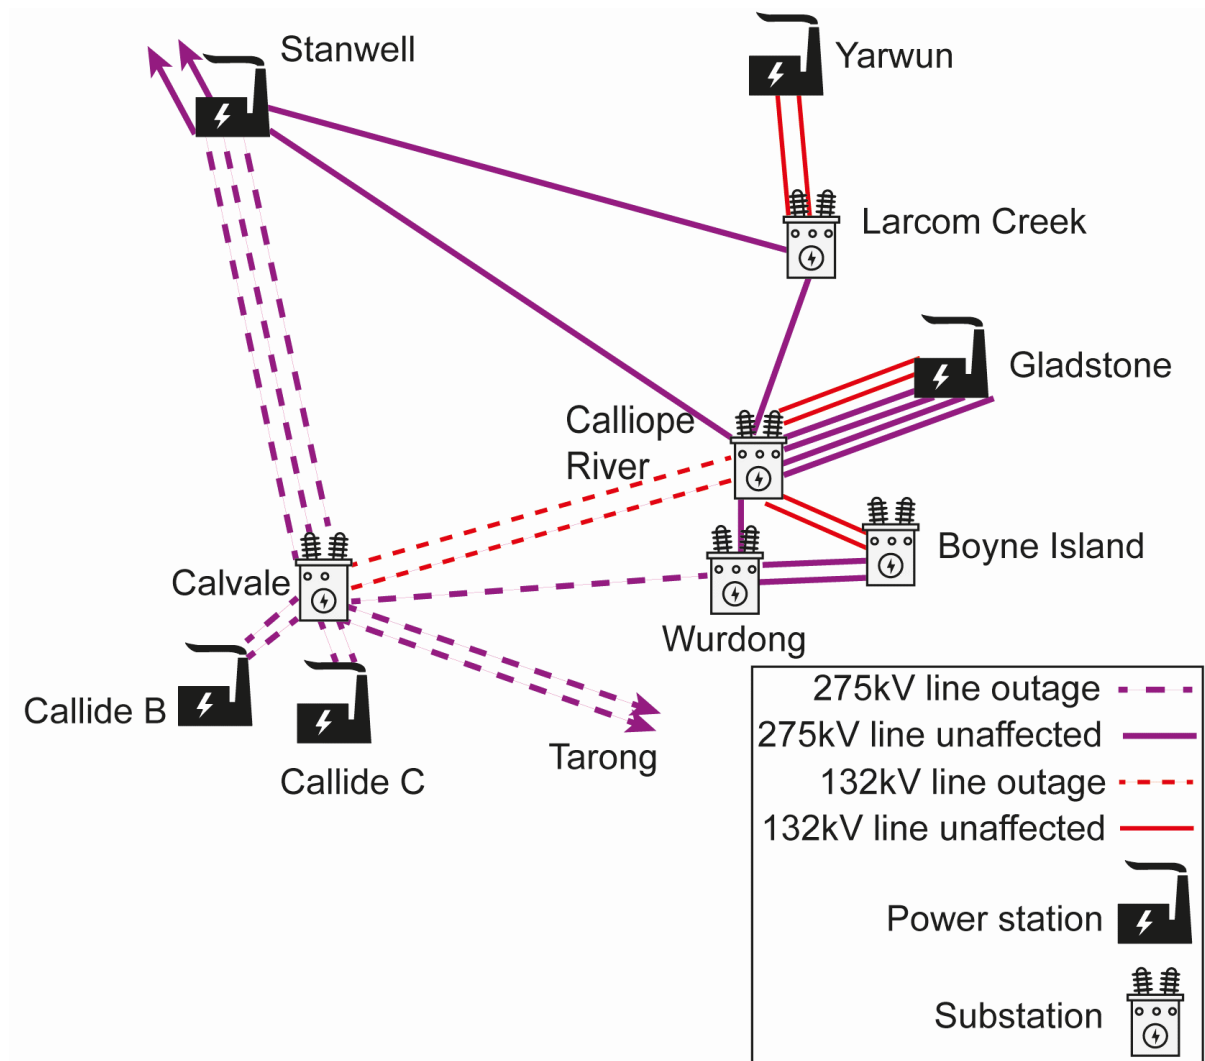 Stanwell
Yarwun
Larcom Creek
Gladstone
Calliope
River
Boyne Island
Calvale
Wurdong
Callide B
Tarong
Callide C
275kV line outage
275kV line unaffected
132kV line outage
132kV line unaffected
Power station
Substation